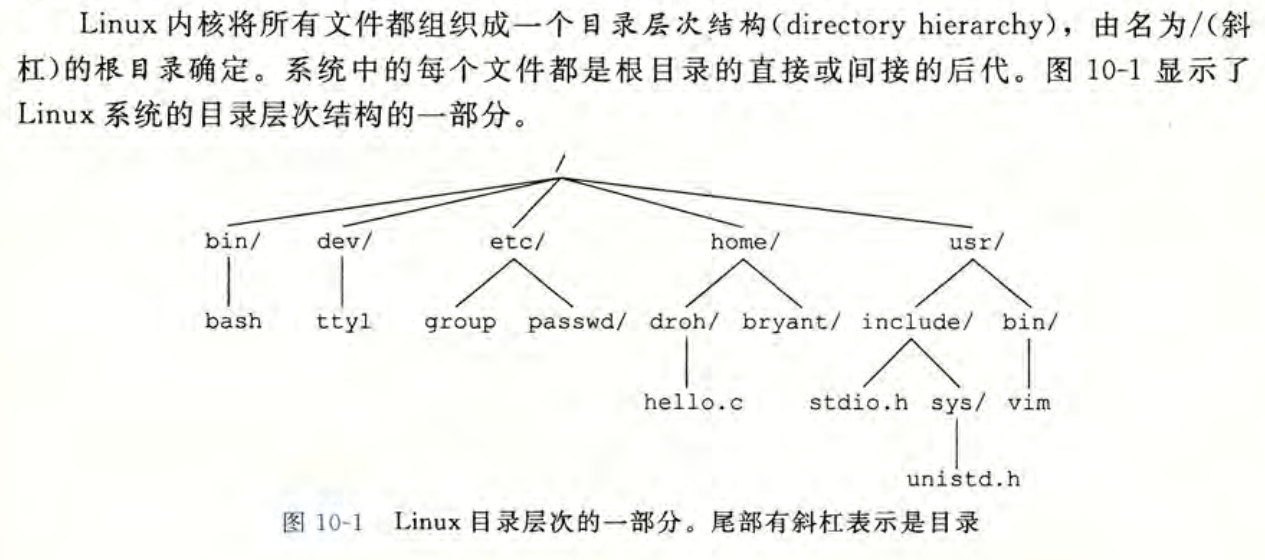 Linux 内核将所有文件都组织成一个目录层次结构(directory hierarchy)，由名为/(斜
杠)的根目录确定。系统中的每个文件都是根目录的直接或间接的后代。图 10-1 显示了
Linux 系统的目录层次结构的一部分。
/
bin/ dev/ etc/ home/ usr/
bash tty1 group passwd/ droh/ bryant/ include/ bin/
hello.c stdio.h sys/ vim
unistd.h
图 10-1 Linux 目录层次的一部分。尾部有斜杠表示是目录